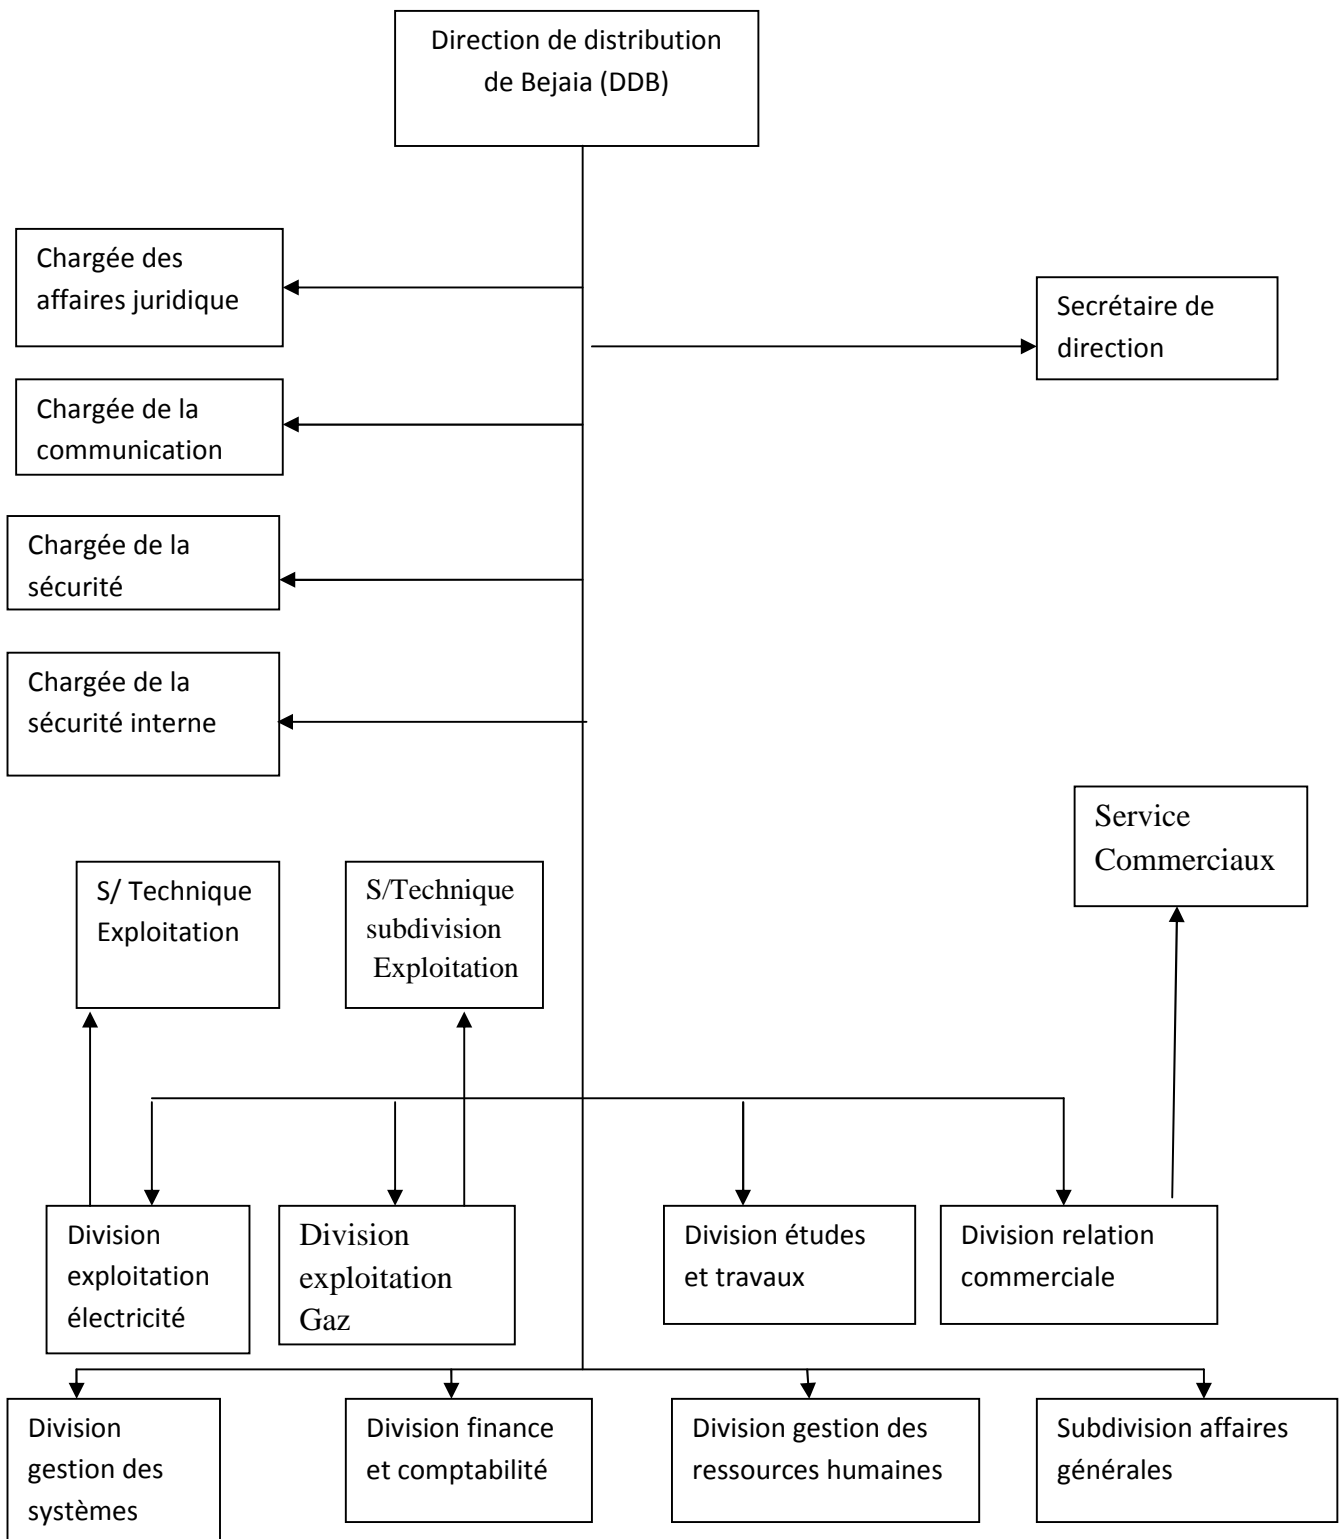 Direction de distribution
de Bejaia (DDB)
Chargée des
affaires juridique
Secrétaire de
direction
Chargée de la
communication
Chargée de la
sécurité
Chargée de la
sécurité interne
Service
Commerciaux
S/ Technique
Exploitation
S/Technique
subdivision
Exploitation
Division
exploitation
électricité
Division
exploitation
Gaz
Division études
et travaux
Division relation
commerciale
Division
gestion des
systèmes
Division finance
et comptabilité
Division gestion des
ressources humaines
Subdivision affaires
générales